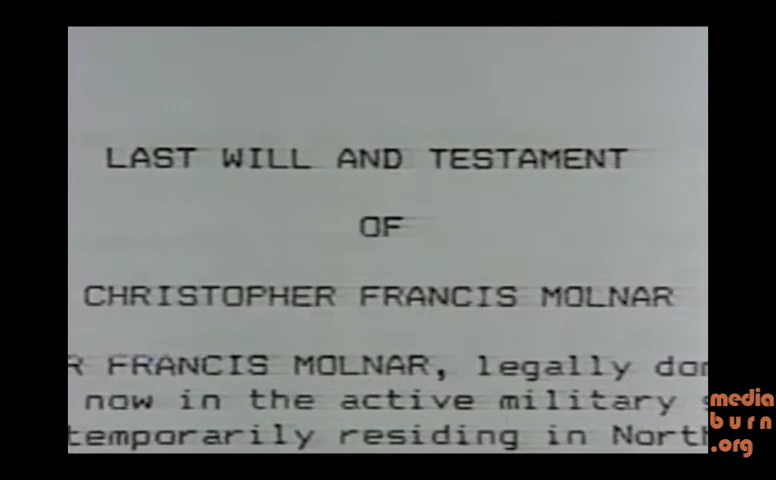 LAST WILL AND TESTAMENT
OF
CHRISTOPHER FRANCIS MOLNAR
R FRANCIS MOLNAR, legally
now in the active military
temporarily residing in
media
burn
.org